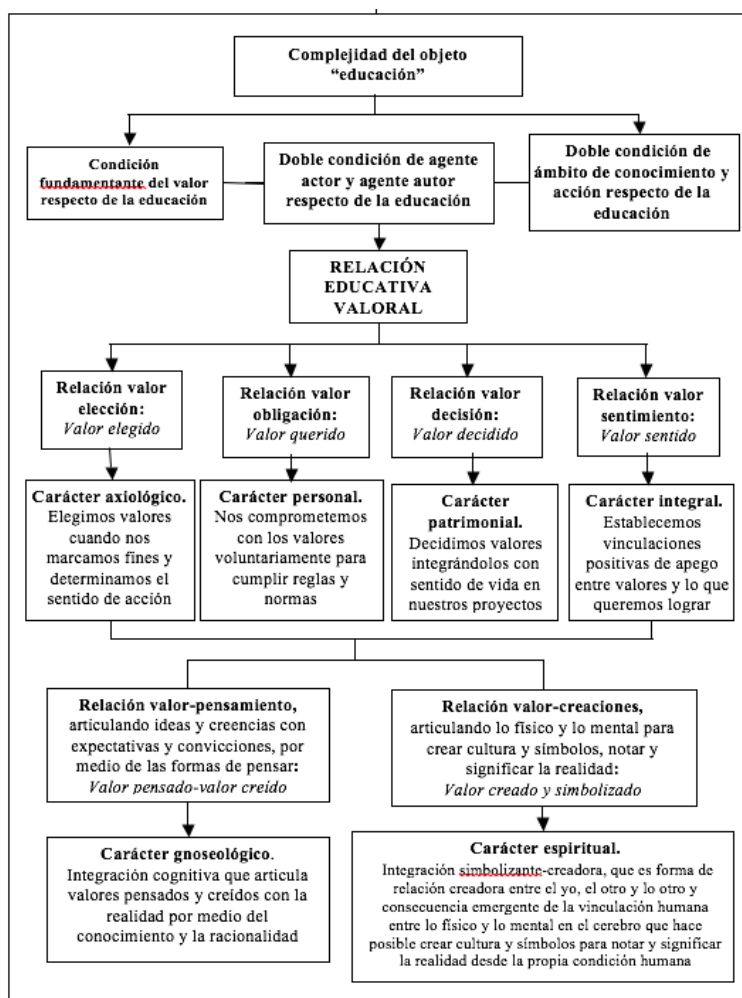 Complejidad del objeto
“educación”
Condición
fundamentante del valor
respecto de la educación
Doble condición de agente
actor y agente autor
respecto de la educación
Doble condición de
ámbito de conocimiento y
acción respecto de la
educación
RELACIÓN
EDUCATIVA
VALORAL
Relación valor
elección:
Valor elegido
Relación valor
obligación:
Valor querido
Relación valor
decisión:
Valor decidido
Relación valor
sentimiento:
Valor sentido
Carácter axiológico.
Elegimos valores
cuando nos
marcamos fines y
determinamos el
sentido de acción
Carácter personal.
Nos comprometemos
con los valores
voluntariamente para
cumplir reglas y
normas
Carácter
patrimonial.
Decidimos valores
integrándolos con
sentido de vida en
nuestros proyectos
Carácter integral.
Establecemos
vinculaciones
positivas de apego
entre valores y lo que
queremos lograr
Relación valor-pensamiento,
articulando ideas y creencias con
expectativas y convicciones, por
medio de las formas de pensar:
Valor pensado-valor creído
Relación valor-creaciones,
articulando lo físico y lo mental para
crear cultura y símbolos, notar y
significar la realidad:
Valor creado y simbolizado
Carácter gnoseológico.
Integración cognitiva que articula
valores pensados y creídos con la
realidad por medio del
conocimiento y la racionalidad
Carácter espiritual.
Integración simbolizante-creadora, que es forma de
relación creadora entre el yo, el otro y lo otro y
consecuencia emergente de la vinculación humana
entre lo físico y lo mental en el cerebro que hace
posible crear cultura y símbolos para notar y significar
la realidad desde la propia condición humana